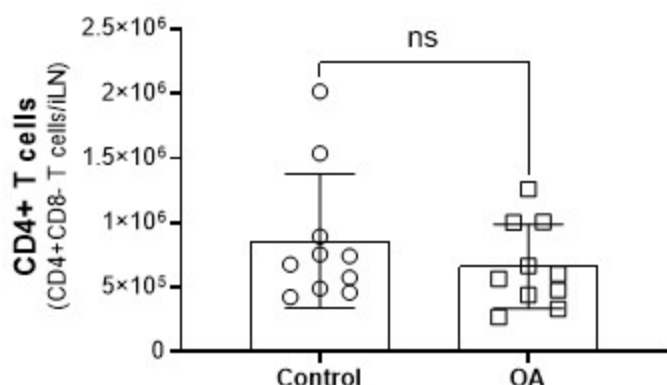 CD4+ T cells
(CD4+CD8- T cells/iLN)
2.5×10⁶
2×10⁶
1.5×10⁶
1×10⁶
5×10⁵
0
ns
Control
OA